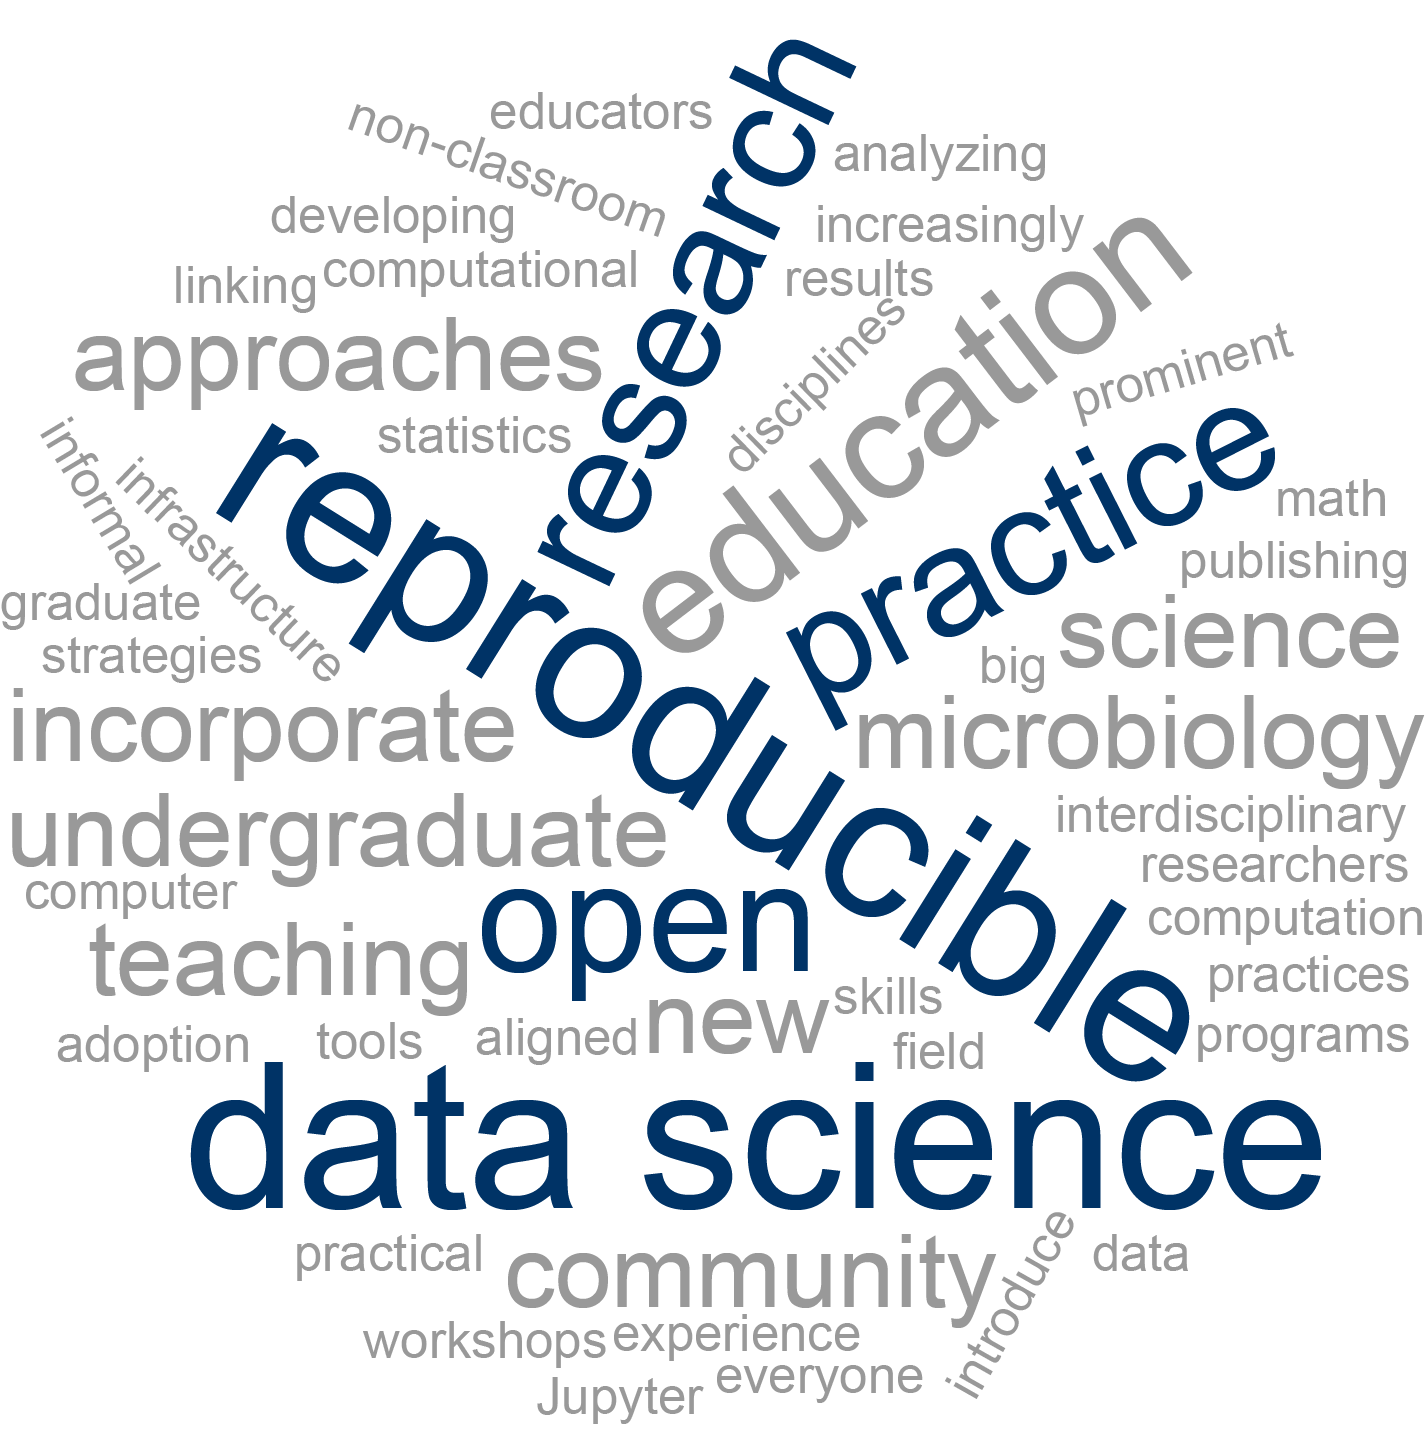 educators
non-classroom
research
analyzing
developing
increasingly
education
linking
computational
results
approaches
disciplines
prominent
statistics
reproducible
practice
informal
infrastructure
math
publishing
graduate
science
strategies
big
incorporate
microbiology
undergraduate
interdisciplinary
computer
researchers
open
teaching
computation
practices
new
skills
adoption
tools
aligned
field
programs
data science
practical
community
introduce
data
workshops
experience
everyone
Jupyter